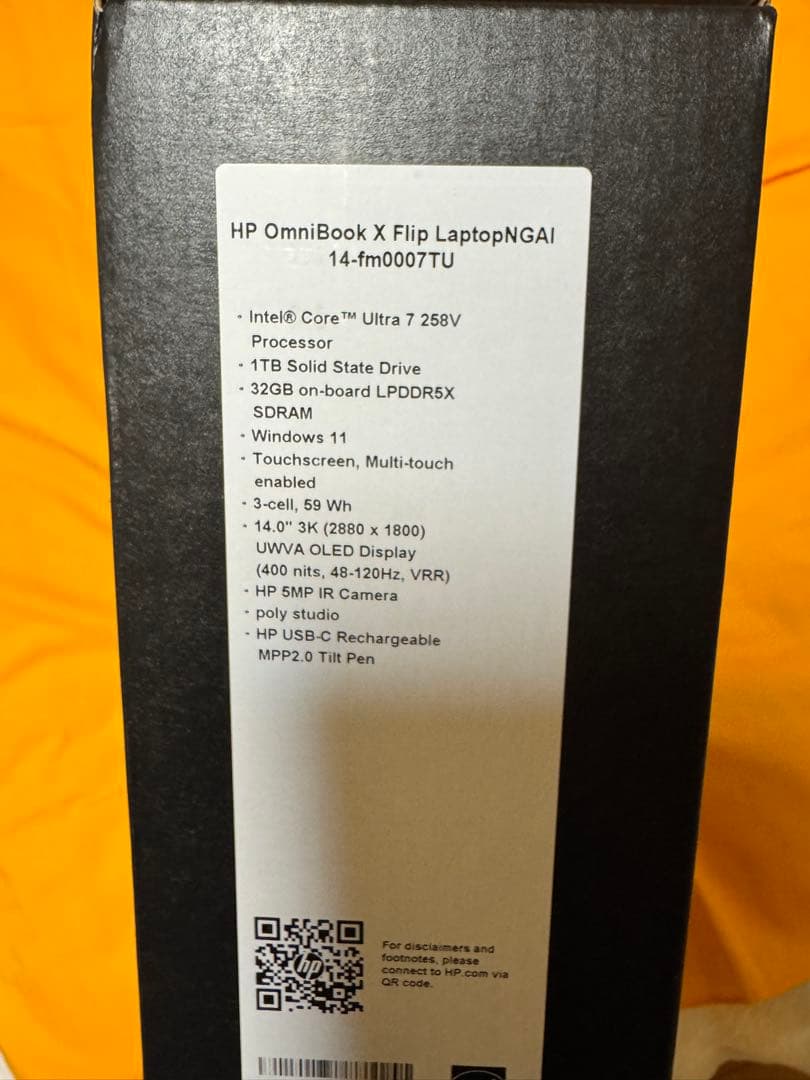 HP OmniBook X Flip LaptopNGAI
14-fm0007TU
• Intel® Core™ Ultra 7 258V
Processor
• 1TB Solid State Drive
• 32GB on-board LPDDR5X
SDRAM
• Windows 11
• Touchscreen, Multi-touch
enabled
• 3-cell, 59 Wh
• 14.0" 3K (2880 x 1800)
UWVA OLED Display
(400 nits, 48-120Hz, VRR)
• HP 5MP IR Camera
• poly studio
• HP USB-C Rechargeable
MPP2.0 Tilt Pen
hp
For disclaimers and
footnotes, please
connect to HP.com via
QR code.